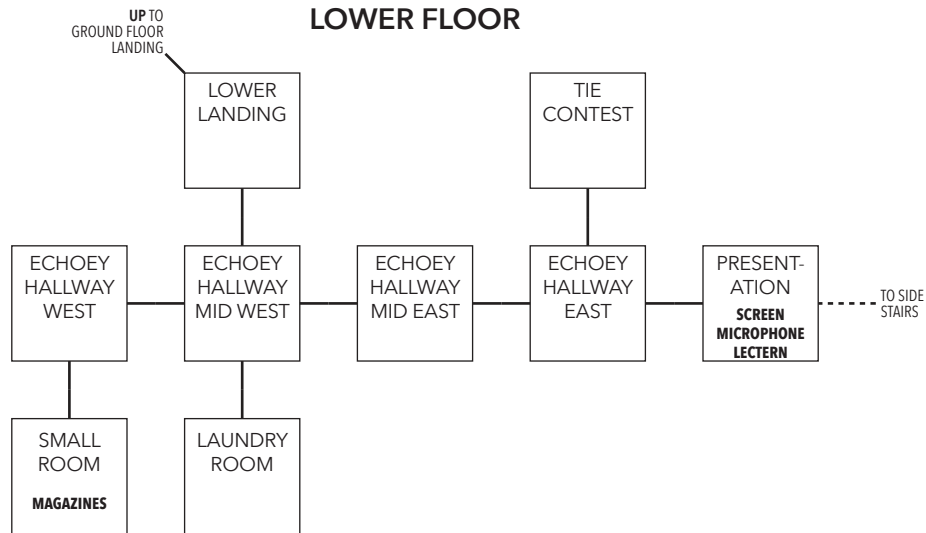 LOWER FLOOR
UP TO
GROUND FLOOR
LANDING
LOWER
LANDING
TIE
CONTEST
ECHOEY
HALLWAY
WEST
ECHOEY
HALLWAY
MID WEST
ECHOEY
HALLWAY
MID EAST
ECHOEY
HALLWAY
EAST
PRESENT-
ATION
SCREEN
MICROPHONE
LECTERN
TO SIDE
STAIRS
SMALL
ROOM
MAGAZINES
LAUNDRY
ROOM